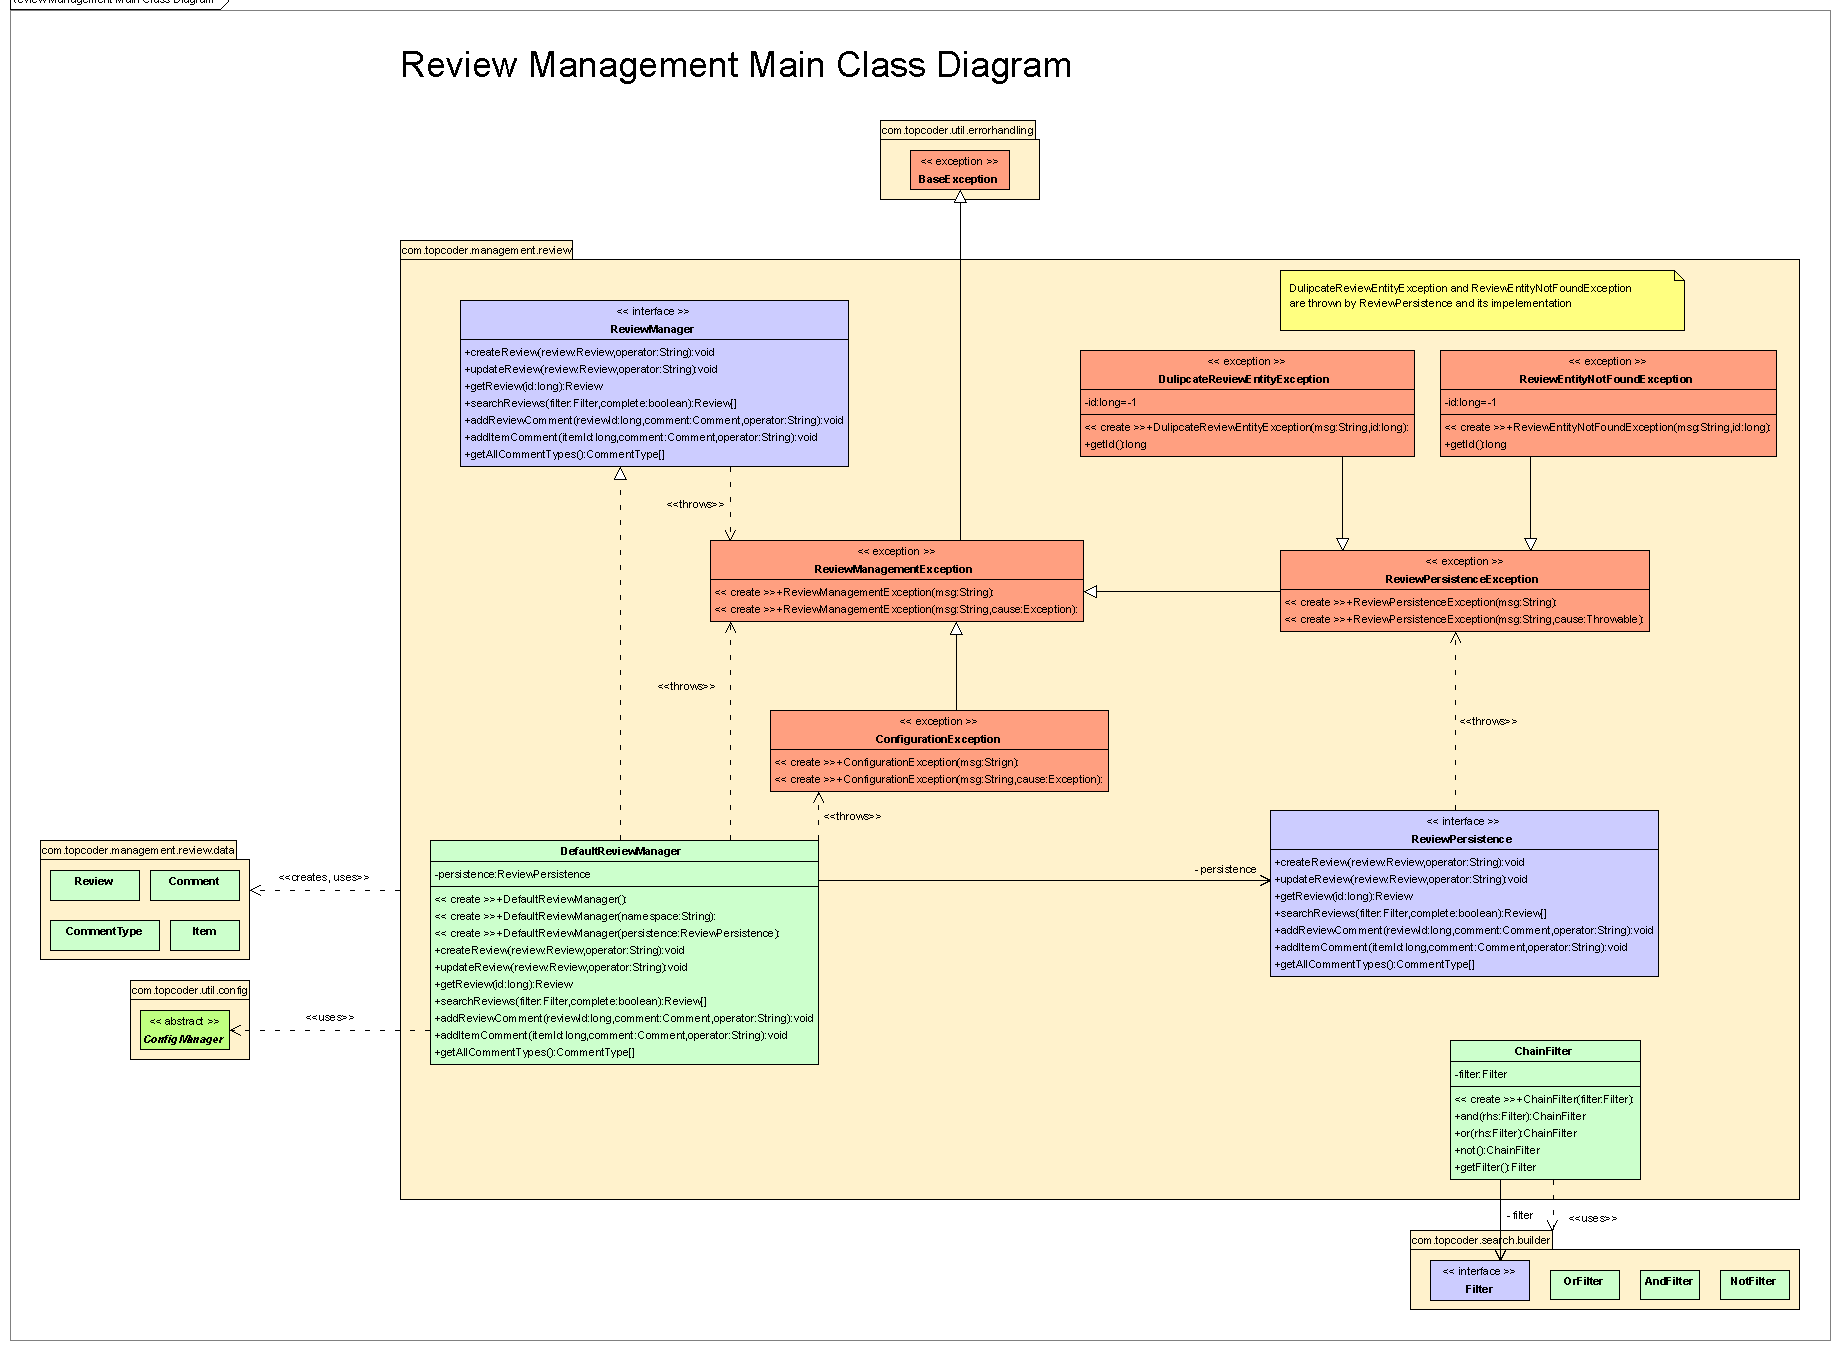 ReviewManagement Main Class Diagram
Review Management Main Class Diagram
com.topcoder.util.errorhandling
<< exception >>
BaseException
com.topcoder.management.review
DulipcateReviewEntityException and ReviewEntityNotFoundException
are thrown by ReviewPersistence and its impelementation
<< interface >>
ReviewManager
+createReview(review:Review,operator:String):void
+updateReview(review:Review,operator:String):void
+getReview(id:long):Review
+searchReviews(filter:Filter,complete:boolean):Review[]
+addReviewComment(reviewId:long,comment:Comment,operator:String):void
+addItemComment(itemId:long,comment:Comment,operator:String):void
+getAllCommentTypes():CommentType[]
<< exception >>
DulipcateReviewEntityException
-id:long=-1
<< create >>+DulipcateReviewEntityException(msg:String,id:long):
+getId():long
<< exception >>
ReviewEntityNotFoundException
-id:long=-1
<< create >>+ReviewEntityNotFoundException(msg:String,id:long):
+getId():long
<<throws>>
<< exception >>
ReviewManagementException
<< create >>+ReviewManagementException(msg:String):
<< create >>+ReviewManagementException(msg:String,cause:Exception):
<< exception >>
ReviewPersistenceException
<< create >>+ReviewPersistenceException(msg:String):
<< create >>+ReviewPersistenceException(msg:String,cause:Throwable):
<<throws>>
<<throws>>
<< exception >>
ConfigurationException
<< create >>+ConfigurationException(msg:Strign):
<< create >>+ConfigurationException(msg:String,cause:Exception):
<<throws>>
com.topcoder.management.review.data
Review
Comment
CommentType
Item
<<creates, uses>>
DefaultReviewManager
-persistence:ReviewPersistence
<< create >>+DefaultReviewManager():
<< create >>+DefaultReviewManager(namespace:String):
<< create >>+DefaultReviewManager(persistence:ReviewPersistence):
+createReview(review:Review,operator:String):void
+updateReview(review:Review,operator:String):void
+getReview(id:long):Review
+searchReviews(filter:Filter,complete:boolean):Review[]
+addReviewComment(reviewId:long,comment:Comment,operator:String):void
+addItemComment(itemId:long,comment:Comment,operator:String):void
+getAllCommentTypes():CommentType[]
- persistence
<< interface >>
ReviewPersistence
+createReview(review:Review,operator:String):void
+updateReview(review:Review,operator:String):void
+getReview(id:long):Review
+searchReviews(filter:Filter,complete:boolean):Review[]
+addReviewComment(reviewId:long,comment:Comment,operator:String):void
+addItemComment(itemId:long,comment:Comment,operator:String):void
+getAllCommentTypes():CommentType[]
com.topcoder.util.config
<< abstract >>
ConfigManager
<<uses>>
ChainFilter
-filter:Filter
<< create >>+ChainFilter(filter:Filter):
+and(rhs:Filter):ChainFilter
+or(rhs:Filter):ChainFilter
+not():ChainFilter
+getFilter():Filter
- filter
<<uses>>
com.topcoder.search.builder
<< interface >>
Filter
OrFilter
AndFilter
NotFilter